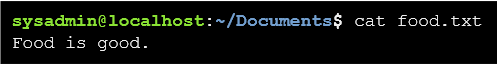 sysadmin@localhost:~/Documents$ cat food.txt
Food is good.